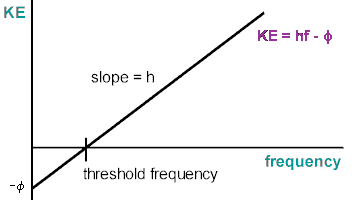 KE
KE = hf - ϕ
slope = h
frequency
threshold frequency
-ϕ